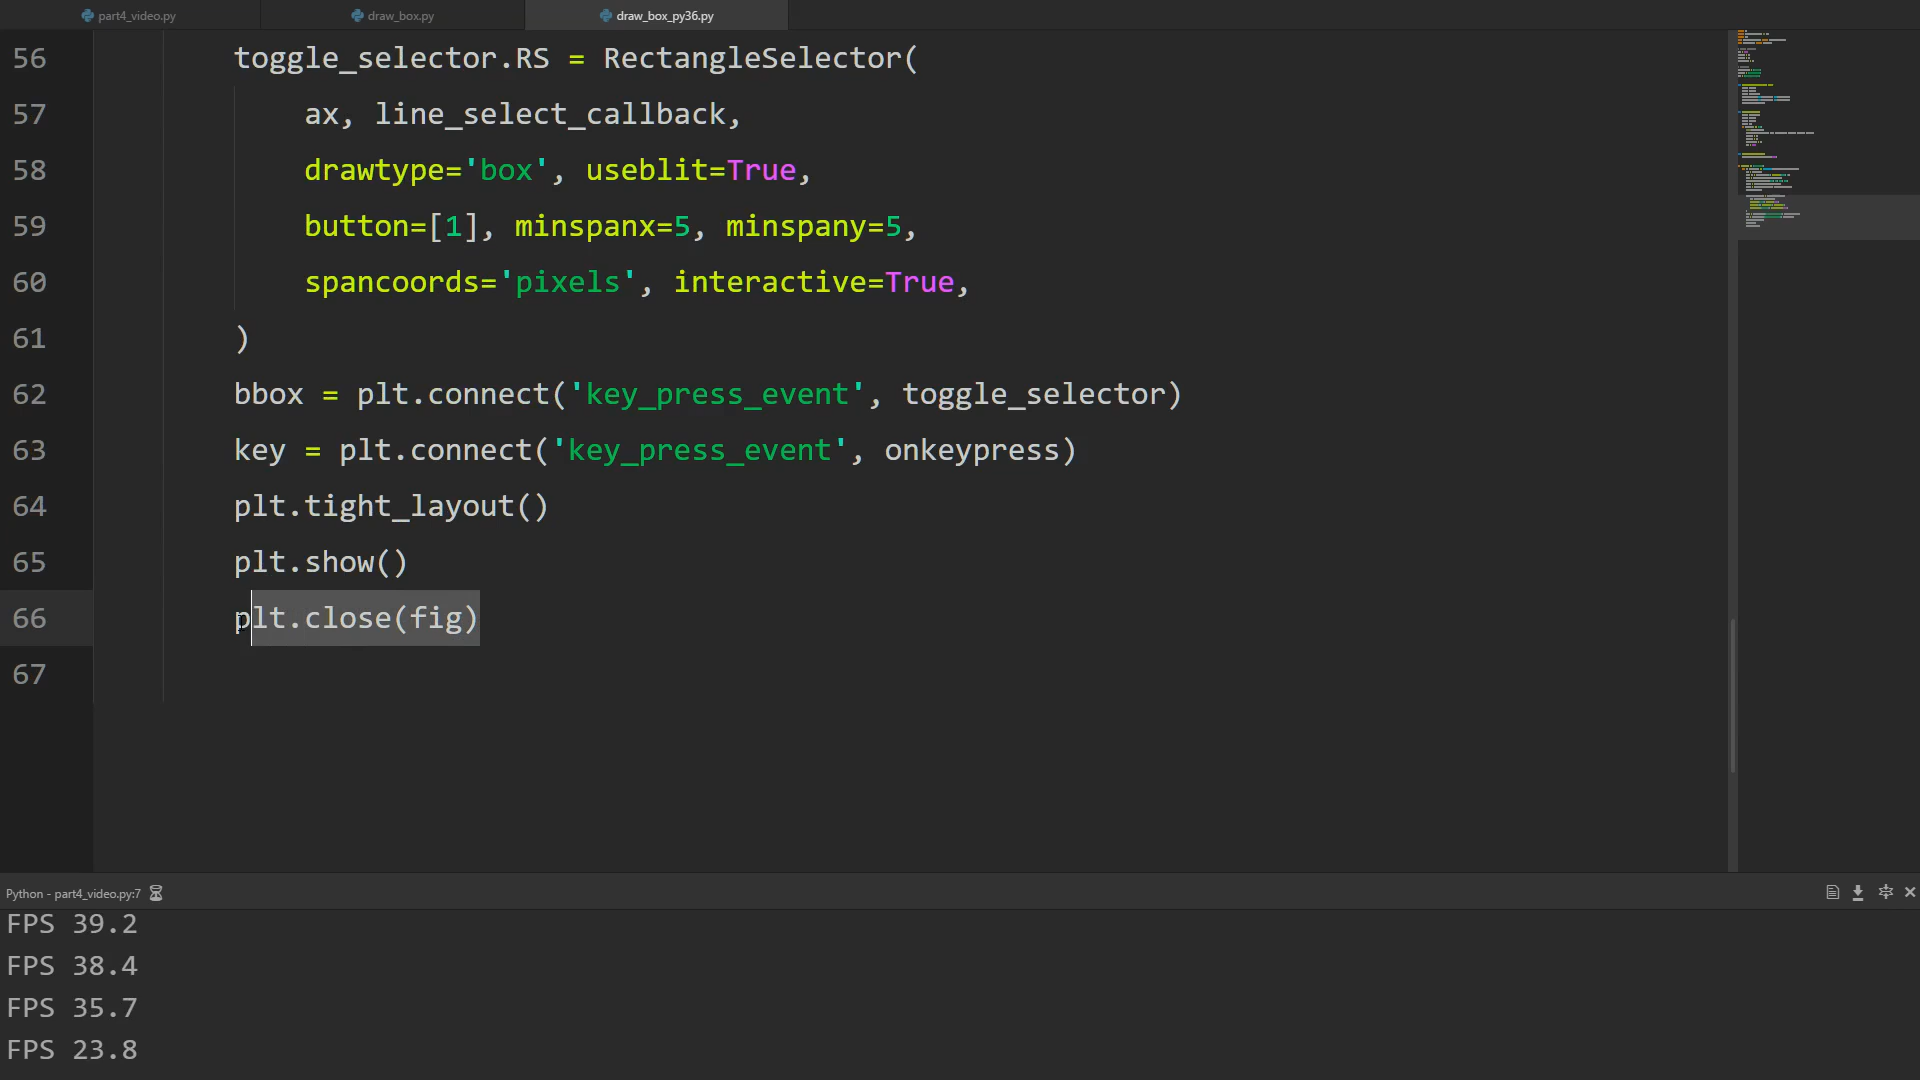 part4_video.py draw_box.py draw_box_py36.py
56 toggle_selector.RS = RectangleSelector(
57 ax, line_select_callback,
58 drawtype='box', useblit=True,
59 button=[1], minspanx=5, minspany=5,
60 spancoords='pixels', interactive=True,
61 )
62 bbox = plt.connect('key_press_event', toggle_selector)
63 key = plt.connect('key_press_event', onkeypress)
64 plt.tight_layout()
65 plt.show()
66 plt.close(fig)
67
Python - part4_video.py:7
FPS 39.2
FPS 38.4
FPS 35.7
FPS 23.8